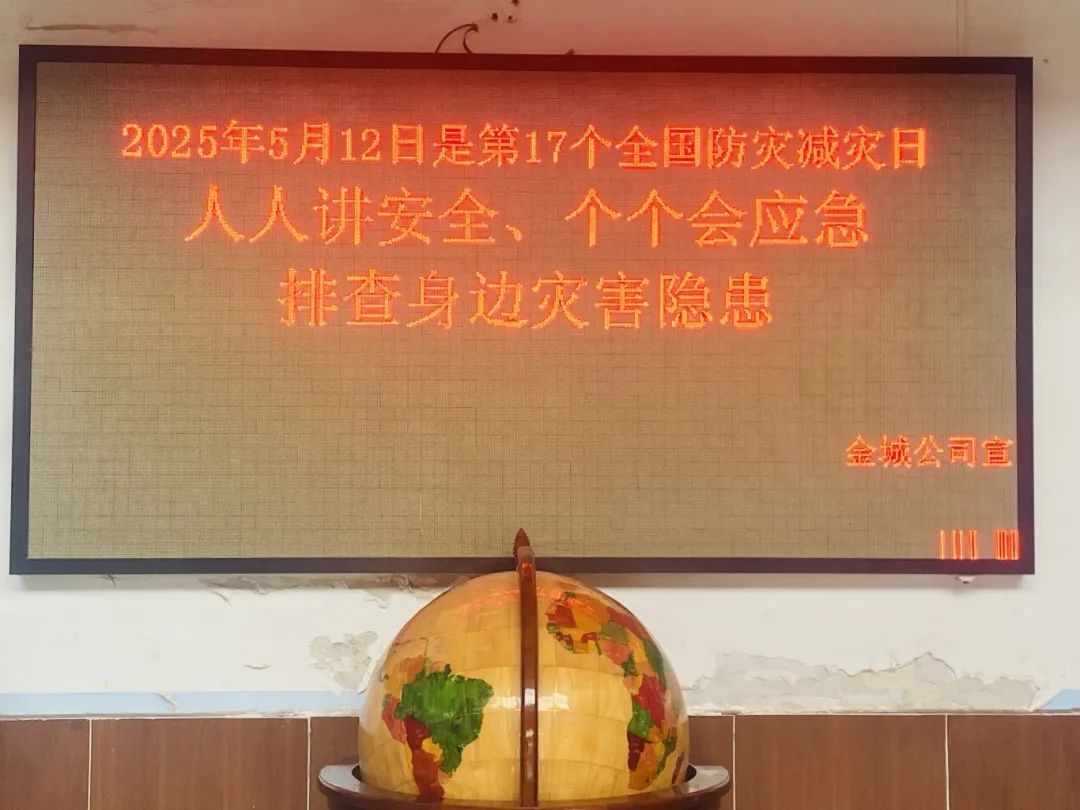 2025年5月12日是第17个全国防灾减灾日
人人讲安全、个个会应急
排查身边灾害隐患
金城公司宣